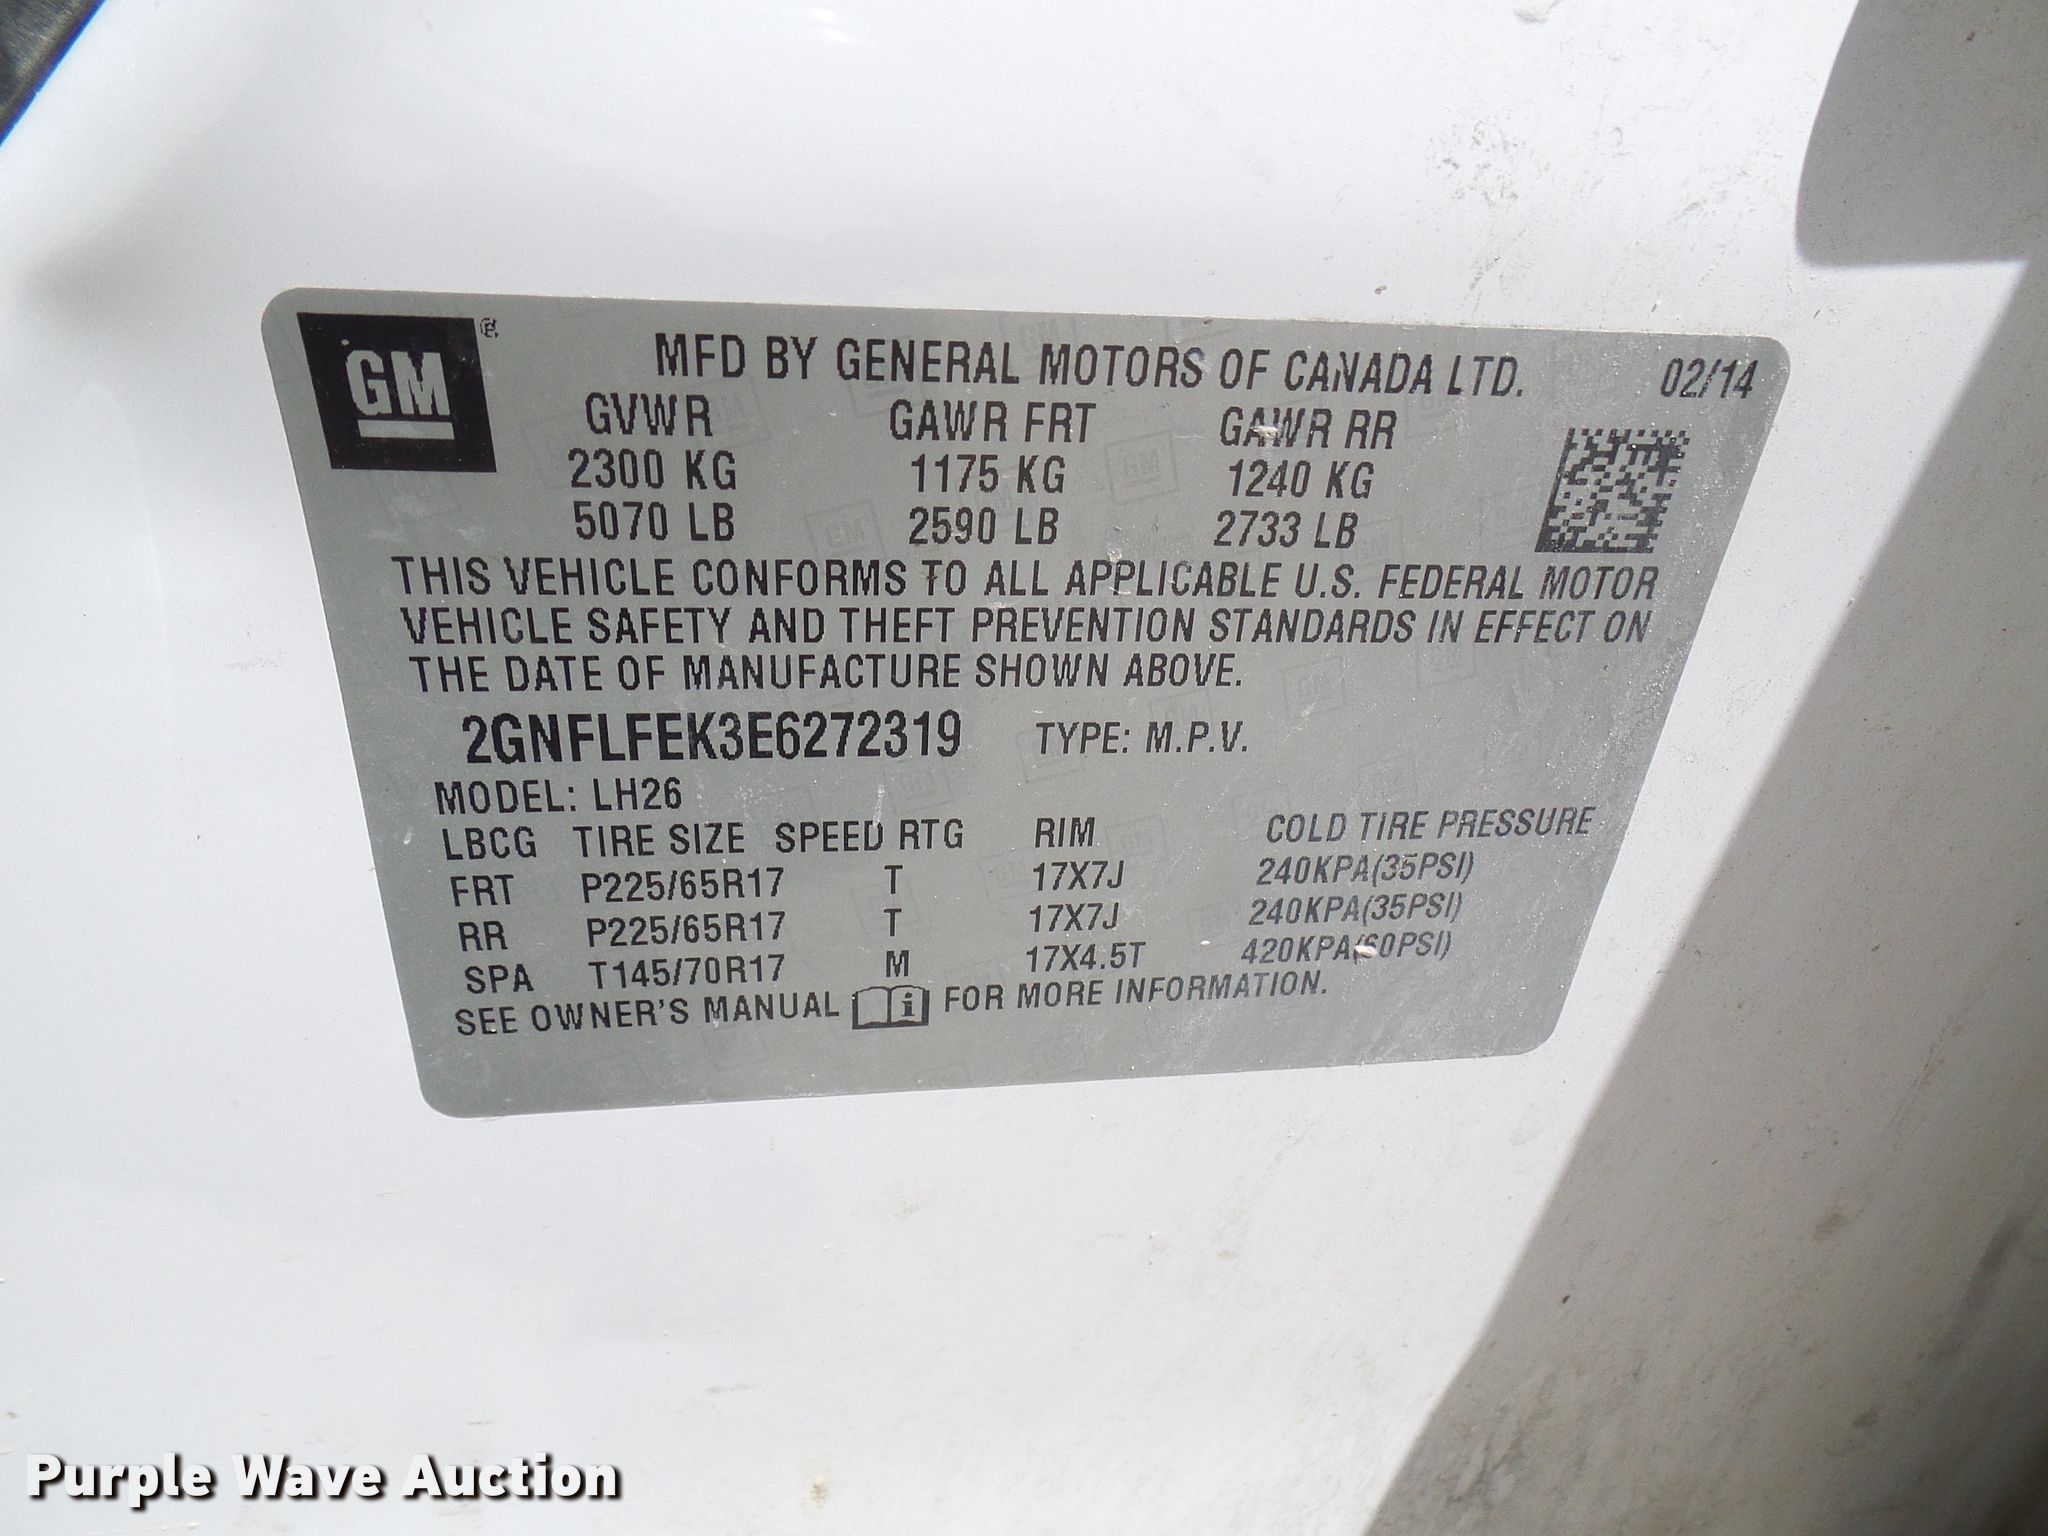 GM
MFD BY GENERAL MOTORS OF CANADA LTD. 02/14
GVWR GAWR FRT GAWR RR
2300 KG 1175 KG 1240 KG
5070 LB 2590 LB 2733 LB
THIS VEHICLE CONFORMS TO ALL APPLICABLE U.S. FEDERAL MOTOR
VEHICLE SAFETY AND THEFT PREVENTION STANDARDS IN EFFECT ON
THE DATE OF MANUFACTURE SHOWN ABOVE.
2GNFLFEK3E6272319 TYPE: M.P.V.
MODEL: LH26
LBCG TIRE SIZE SPEED RTG RIM COLD TIRE PRESSURE
FRT P225/65R17 T 17X7J 240KPA(35PSI)
RR P225/65R17 T 17X7J 240KPA(35PSI)
SPA T145/70R17 M 17X4.5T 420KPA(60PSI)
SEE OWNER'S MANUAL i FOR MORE INFORMATION.
Purple Wave Auction